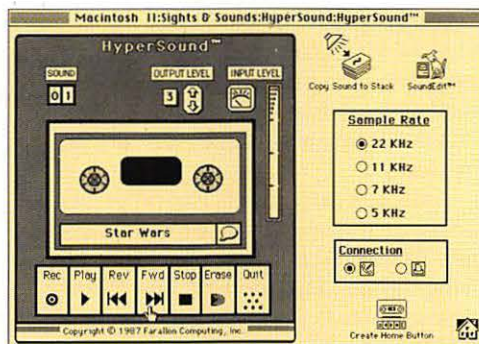 Macintosh II:Sights & Sounds:HyperSound:HyperSound™
HyperSound™
SOUND
OUTPUT LEVEL
INPUT LEVEL
01
3
Star Wars
Rec Play Rev Fwd Stop Erase Quit
Copyright © 1987 Farallon Computing, Inc.
Copy Sound to Stack
SoundEdit™
Sample Rate
22 KHz
11 KHz
7 KHz
5 KHz
Connection
Create Home Button